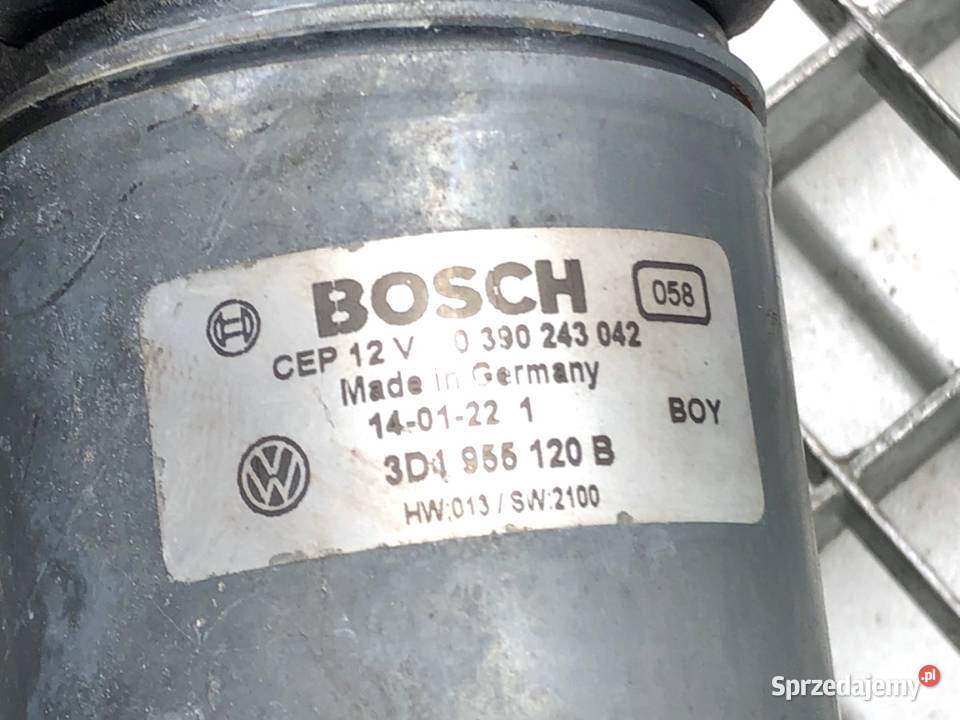 BOSCH 058
CEP 12 V 0 390 243 042
Made in Germany
14-01-22 1 BOY
3D1 955 120 B
HW:013 / SW:2100
Sprzedajemy.pl